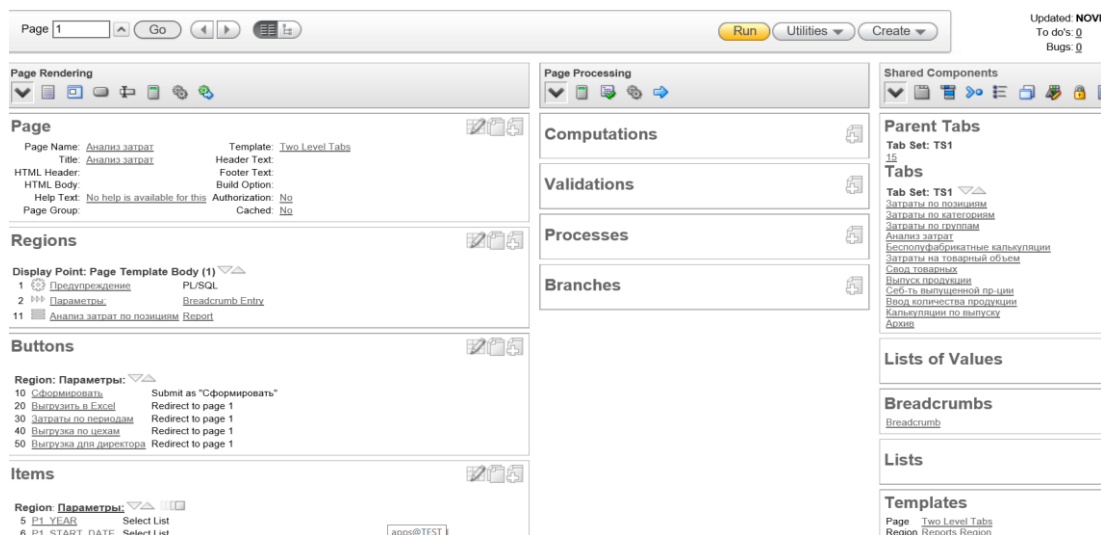 Page 1 Go Run Utilities Create
Updated: NOVI
To do's: 0
Bugs: 0
Page Rendering
Page
Page Name: Анализ затрат Template: Two Level Tabs
Title: Анализ затрат Header Text:
HTML Header: Footer Text:
HTML Body: Build Option:
Help Text: No help is available for this Authorization: No
Page Group: Cached: No
Regions
Display Point: Page Template Body (1)
1 Предупреждение PL/SQL
2 Параметры: Breadcrumb Entry
11 Анализ затрат по позициям Report
Buttons
Region: Параметры:
10 Сформировать Submit as "Сформировать"
20 Выгрузить в Excel Redirect to page 1
30 Затраты по периодам Redirect to page 1
40 Выгрузка по цехам Redirect to page 1
50 Выгрузка для директора Redirect to page 1
Items
Region: Параметры:
5 P1_YEAR Select List
6 P1_START_DATE Select List
apps@TEST
Page Processing
Computations
Validations
Processes
Branches
Shared Components
Parent Tabs
Tab Set: TS1
15
Tabs
Tab Set: TS1
Затраты по позициям
Затраты по категориям
Затраты по группам
Анализ затрат
Бесполуфабрикатные калькуляции
Затраты на товарный объем
Свод товарных
Выпуск продукции
Себ-ть выпущенной пр-ции
Ввод количества продукции
Калькуляции по выпуску
Архив
Lists of Values
Breadcrumbs
Breadcrumb
Lists
Templates
Page Two Level Tabs
Region Reports Region